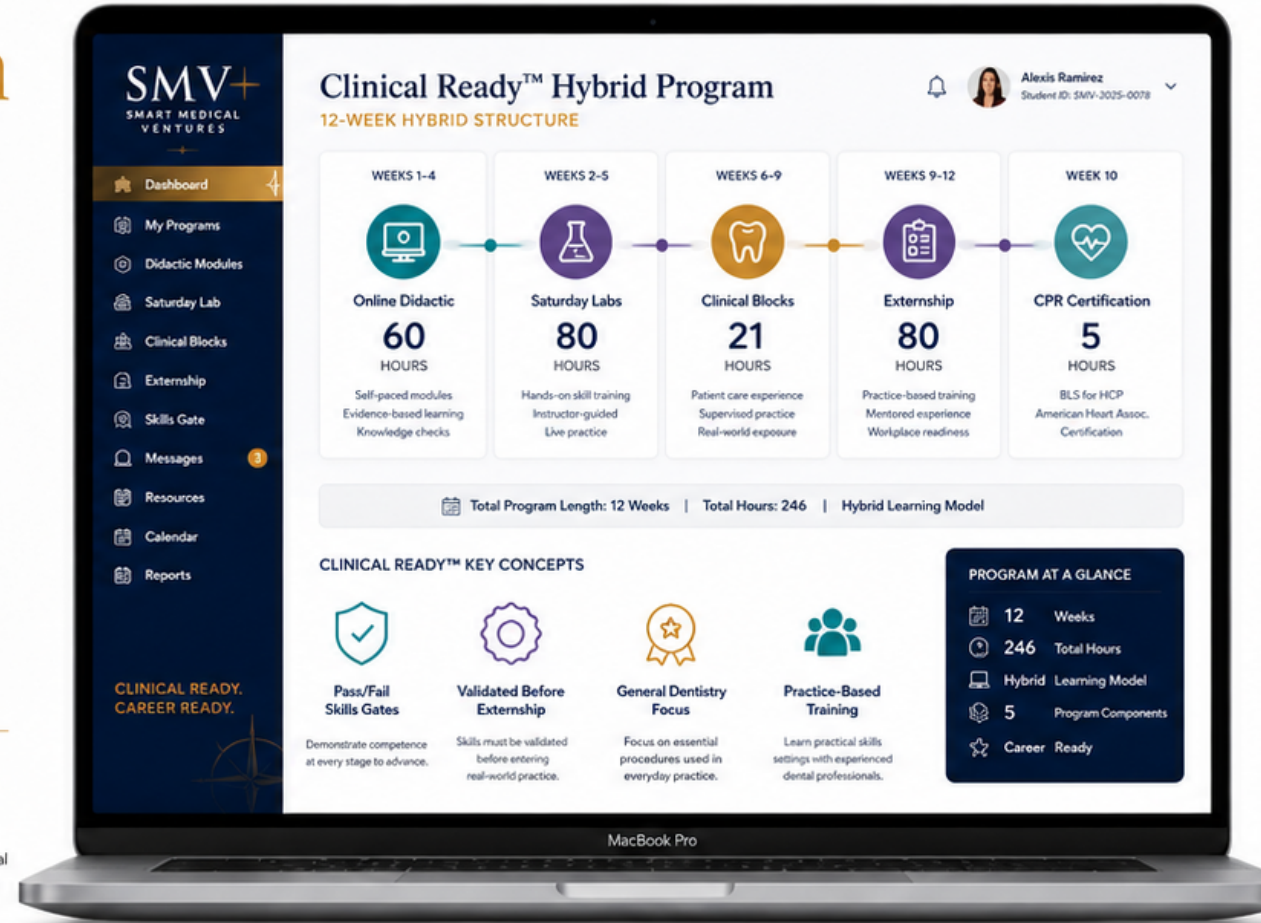 SMV+
SMART MEDICAL
VENTURES
Dashboard
My Programs
Didactic Modules
Saturday Lab
Clinical Blocks
Externship
Skills Gate
Messages 3
Resources
Calendar
Reports
CLINICAL READY.
CAREER READY.
Clinical Ready™ Hybrid Program
12-WEEK HYBRID STRUCTURE
Alexis Ramirez
Student ID: SMV-2025-0078
WEEKS 1-4
Online Didactic
60
HOURS
Self-paced modules
Evidence-based learning
Knowledge checks
WEEKS 2-5
Saturday Labs
80
HOURS
Hands-on skill training
Instructor-guided
Live practice
WEEKS 6-9
Clinical Blocks
21
HOURS
Patient care experience
Supervised practice
Real-world exposure
WEEKS 9-12
Externship
80
HOURS
Practice-based training
Mentored experience
Workplace readiness
WEEK 10
CPR Certification
5
HOURS
BLS for HCP
American Heart Assoc.
Certification
Total Program Length: 12 Weeks | Total Hours: 246 | Hybrid Learning Model
CLINICAL READY™ KEY CONCEPTS
Pass/Fail
Skills Gates
Demonstrate competence
at every stage to advance.
Validated Before
Externship
Skills must be validated
before entering
real-world practice.
General Dentistry
Focus
Focus on essential
procedures used in
everyday practice.
Practice-Based
Training
Learn practical skills
settings with experienced
dental professionals.
PROGRAM AT A GLANCE
12 Weeks
246 Total Hours
Hybrid Learning Model
5 Program Components
Career Ready
MacBook Pro